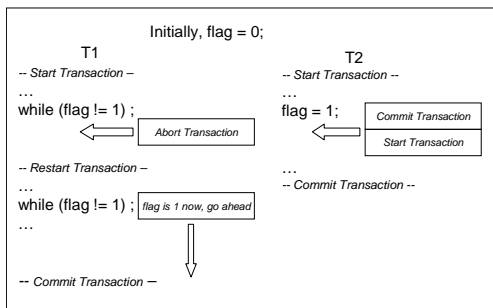 Initially, flag = 0;
T1
-- Start Transaction –
…
while (flag != 1) ;
Abort Transaction
-- Restart Transaction –
…
while (flag != 1) ;
flag is 1 now, go ahead
…
-- Commit Transaction –
T2
-- Start Transaction --
…
flag = 1;
Commit Transaction
Start Transaction
…
-- Commit Transaction --